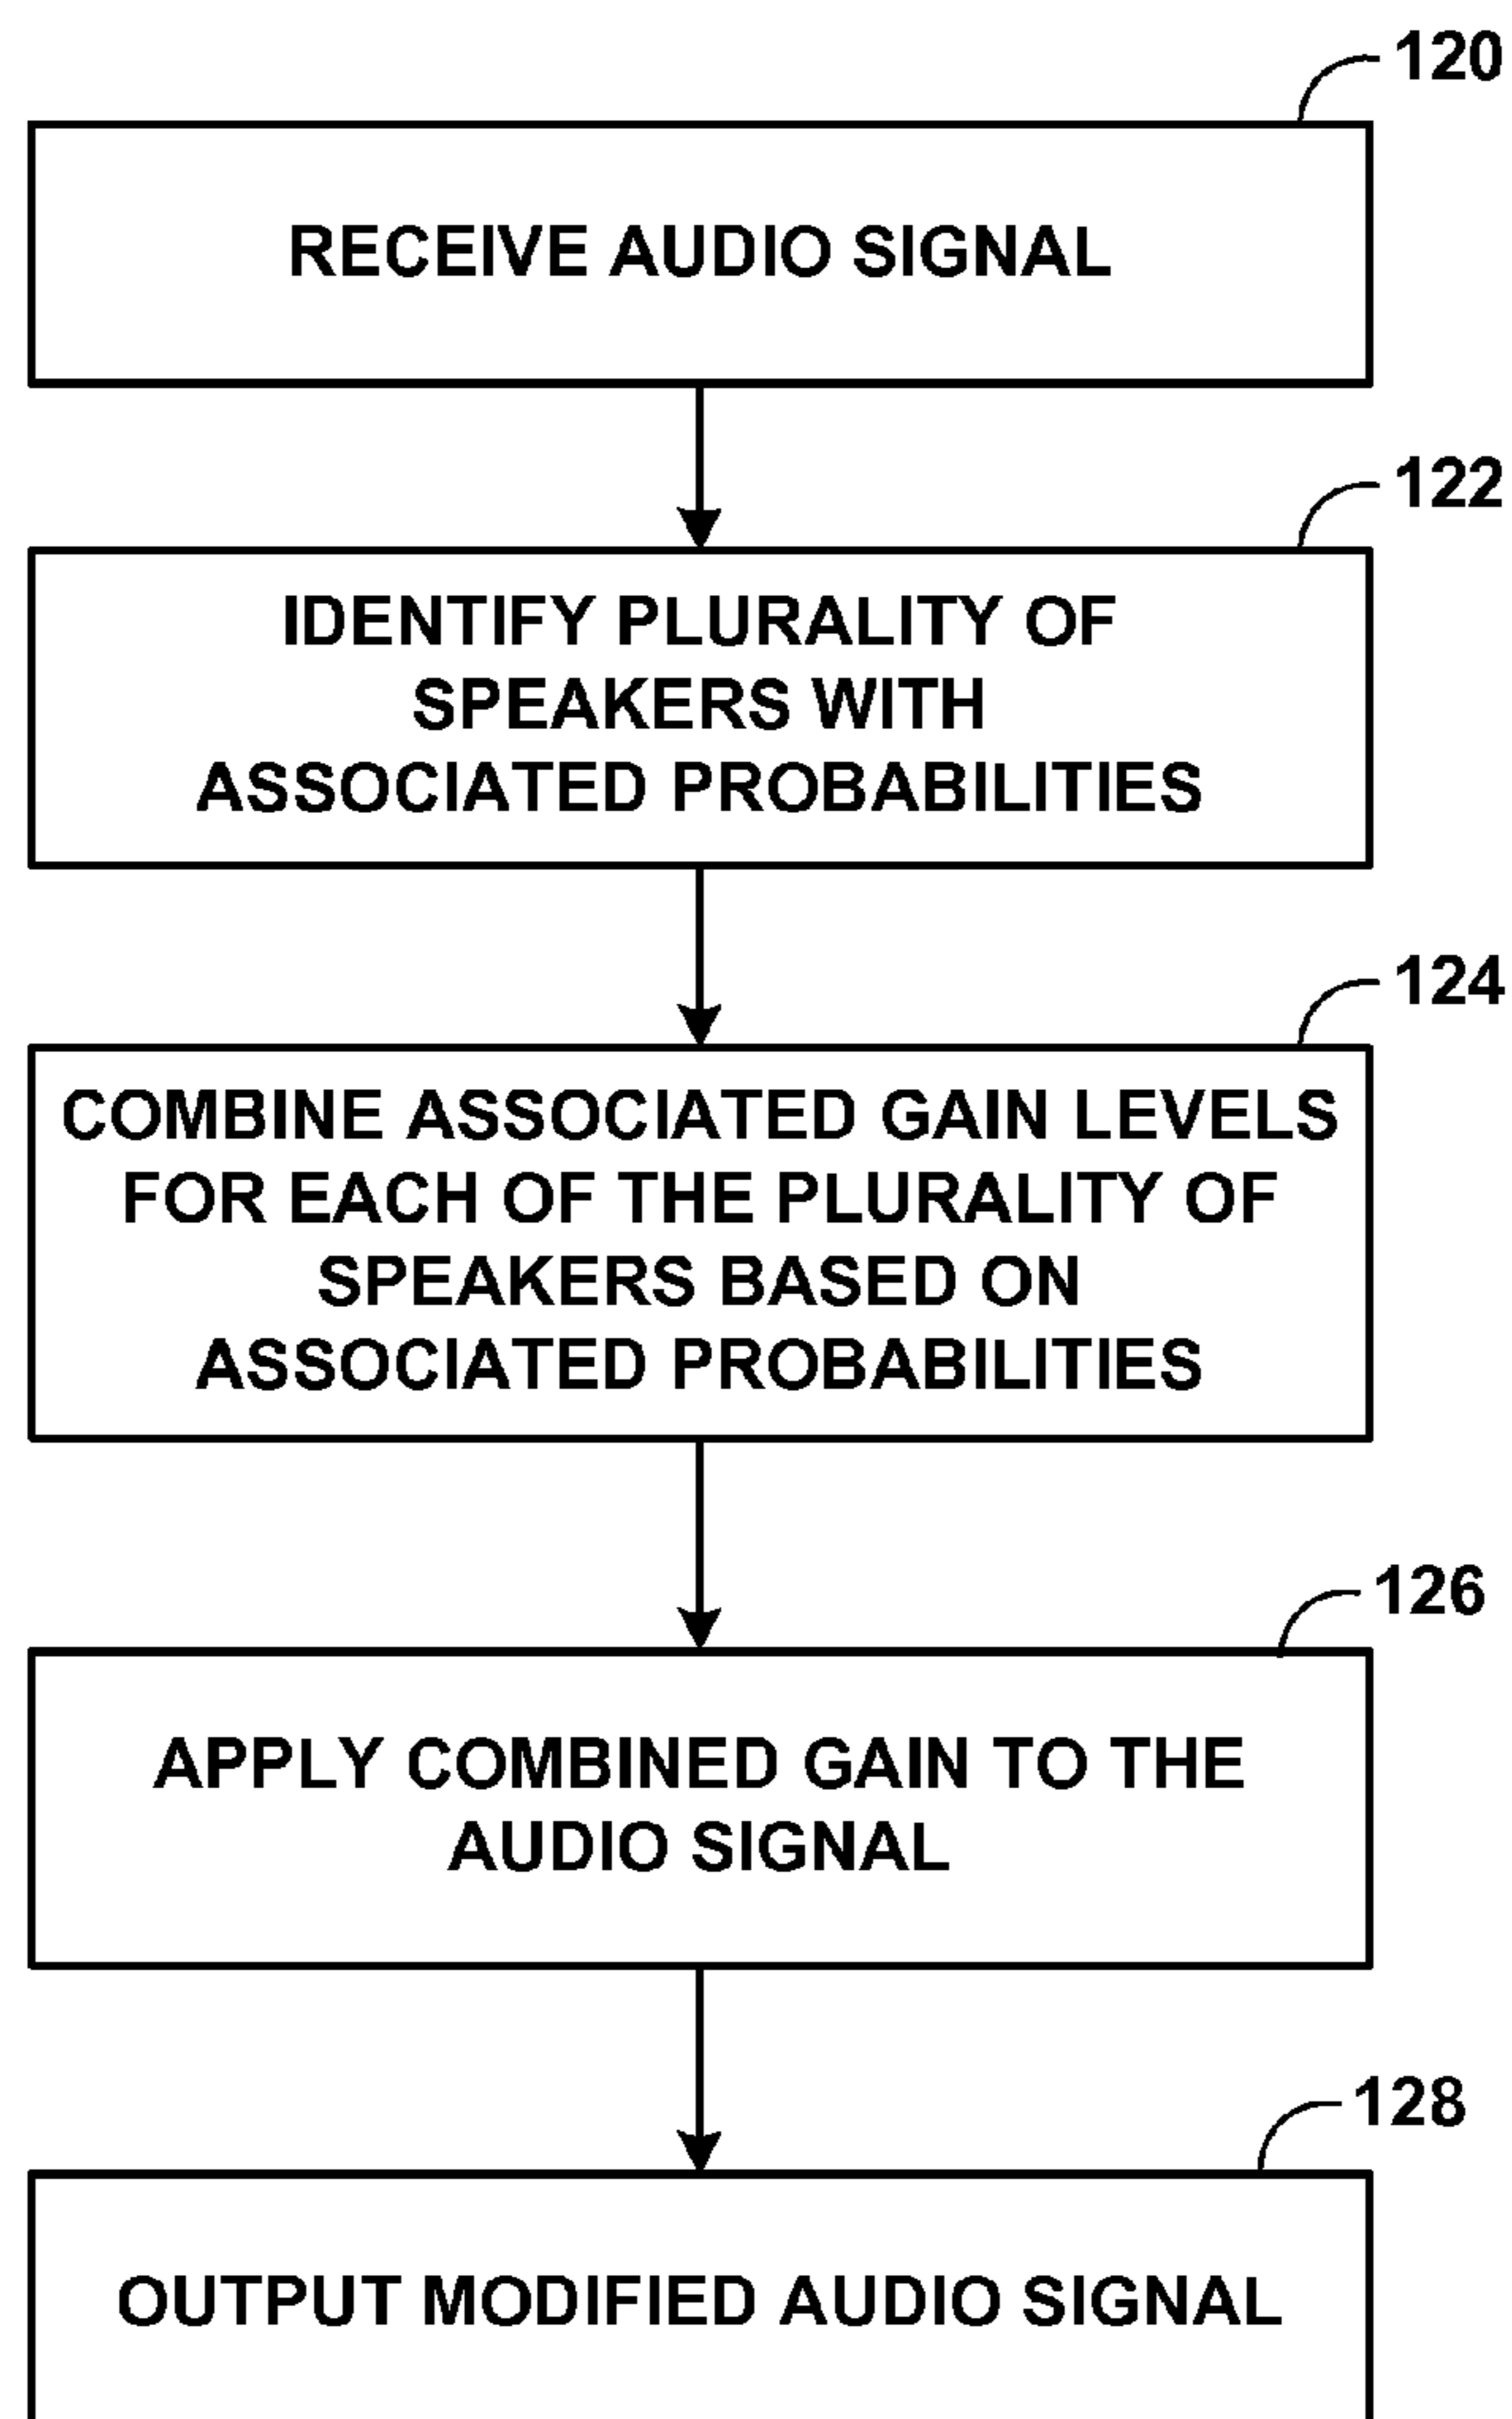 120
RECEIVE AUDIO SIGNAL
122
IDENTIFY PLURALITY OF
SPEAKERS WITH
ASSOCIATED PROBABILITIES
124
COMBINE ASSOCIATED GAIN LEVELS
FOR EACH OF THE PLURALITY OF
SPEAKERS BASED ON
ASSOCIATED PROBABILITIES
126
APPLY COMBINED GAIN TO THE
AUDIO SIGNAL
128
OUTPUT MODIFIED AUDIO SIGNAL